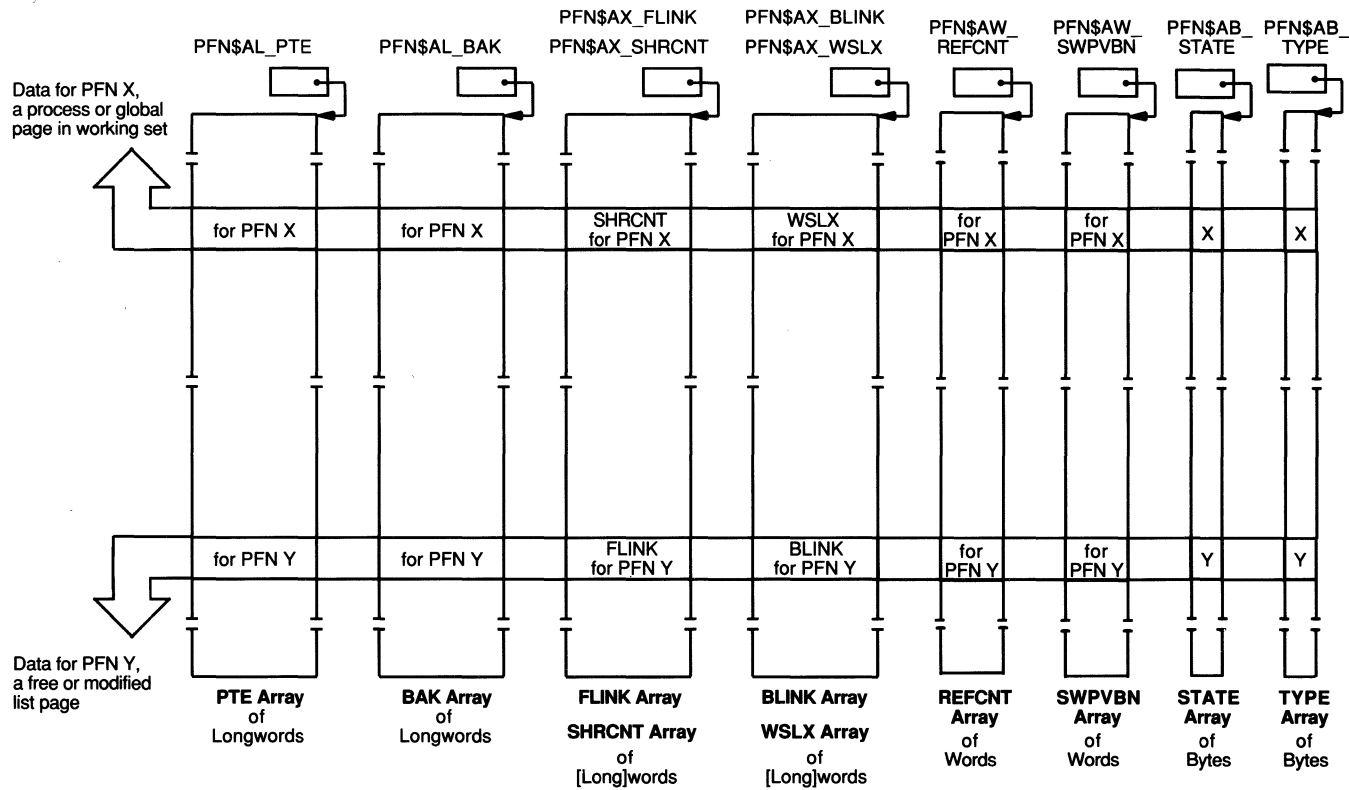 PFN$AL_PTE
PFN$AL_BAK
PFN$AX_FLINK
PFN$AX_SHRCNT
PFN$AX_BLINK
PFN$AX_WSLX
PFN$AW_
REFCNT
PFN$AW_
SWPVBN
PFN$AB_
STATE
PFN$AB_
TYPE
Data for PFN X,
a process or global
page in working set
for PFN X
for PFN X
SHRCNT
for PFN X
WSLX
for PFN X
for
PFN X
for
PFN X
X
X
for PFN Y
for PFN Y
FLINK
for PFN Y
BLINK
for PFN Y
for
PFN Y
for
PFN Y
Y
Y
Data for PFN Y,
a free or modified
list page
PTE Array
of
Longwords
BAK Array
of
Longwords
FLINK Array
SHRCNT Array
of
[Long]words
BLINK Array
WSLX Array
of
[Long]words
REFCNT
Array
of
Words
SWPVBN
Array
of
Words
STATE
Array
of
Bytes
TYPE
Array
of
Bytes